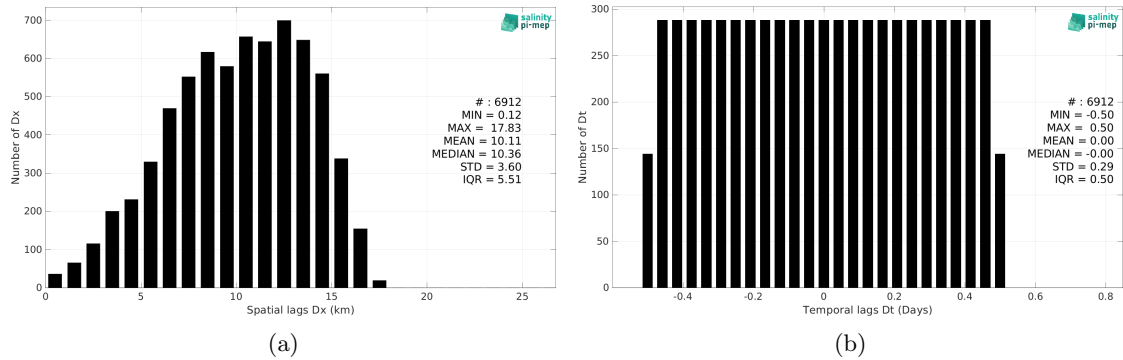 700
600
500
400
300
200
100
0
Number of Dx
0 5 10 15 20 25
Spatial lags Dx (km)
salinity
pi-mep
# : 6912
MIN = 0.12
MAX = 17.83
MEAN = 10.11
MEDIAN = 10.36
STD = 3.60
IQR = 5.51
(a)
300
250
200
150
100
50
0
Number of Dt
-0.4 -0.2 0 0.2 0.4 0.6 0.8
Temporal lags Dt (Days)
salinity
pi-mep
# : 6912
MIN = -0.50
MAX = 0.50
MEAN = 0.00
MEDIAN = -0.00
STD = 0.29
IQR = 0.50
(b)